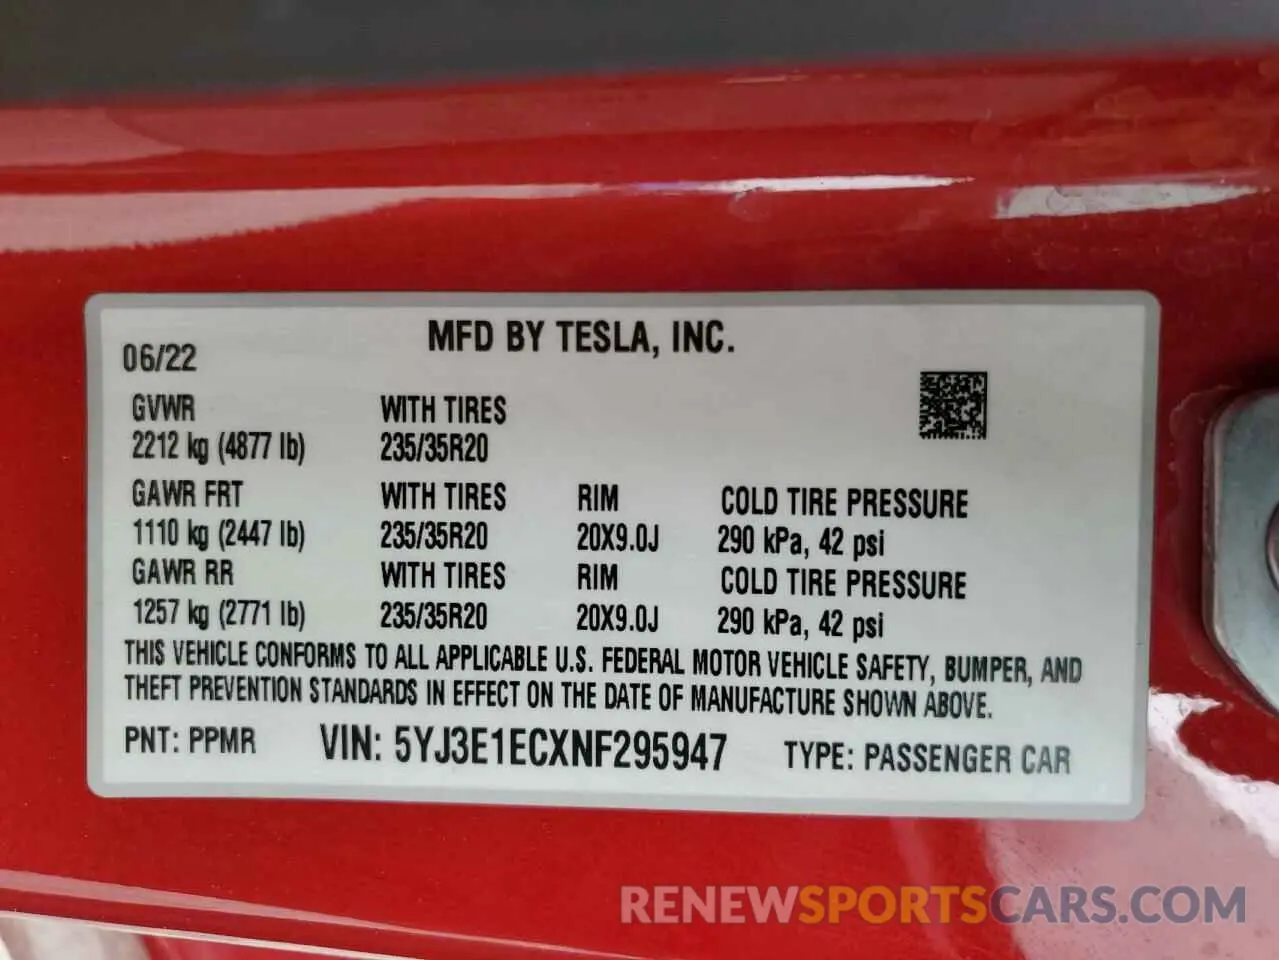 MFD BY TESLA, INC.
06/22
GVWR WITH TIRES
2212 kg (4877 lb) 235/35R20
GAWR FRT WITH TIRES RIM COLD TIRE PRESSURE
1110 kg (2447 lb) 235/35R20 20X9.0J 290 kPa, 42 psi
GAWR RR WITH TIRES RIM COLD TIRE PRESSURE
1257 kg (2771 lb) 235/35R20 20X9.0J 290 kPa, 42 psi
THIS VEHICLE CONFORMS TO ALL APPLICABLE U.S. FEDERAL MOTOR VEHICLE SAFETY, BUMPER, AND
THEFT PREVENTION STANDARDS IN EFFECT ON THE DATE OF MANUFACTURE SHOWN ABOVE.
PNT: PPMR VIN: 5YJ3E1ECXNF295947 TYPE: PASSENGER CAR
RENEWSPORTSCARS.COM